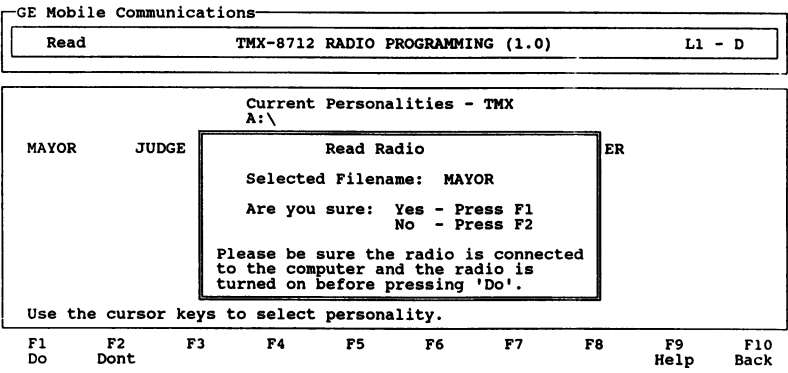 GE Mobile Communications
Read TMX-8712 RADIO PROGRAMMING (1.0) L1 - D
Current Personalities - TMX
A:\
MAYOR JUDGE ER
Read Radio
Selected Filename: MAYOR
Are you sure: Yes - Press F1
No - Press F2
Please be sure the radio is connected
to the computer and the radio is
turned on before pressing 'Do'.
Use the cursor keys to select personality.
F1 F2 F3 F4 F5 F6 F7 F8 F9 F10
Do Dont Help Back